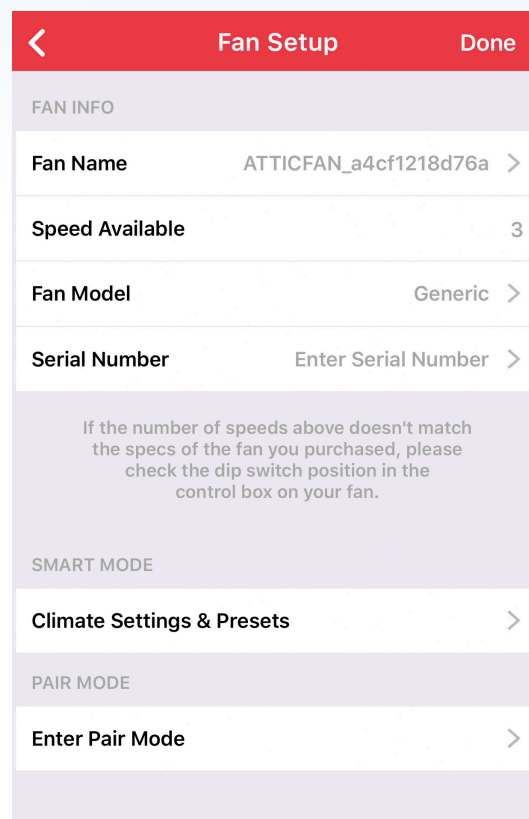 Fan Setup Done
FAN INFO
Fan Name ATTICFAN_a4cf1218d76a
Speed Available 3
Fan Model Generic
Serial Number Enter Serial Number
If the number of speeds above doesn't match
the specs of the fan you purchased, please
check the dip switch position in the
control box on your fan.
SMART MODE
Climate Settings & Presets
PAIR MODE
Enter Pair Mode